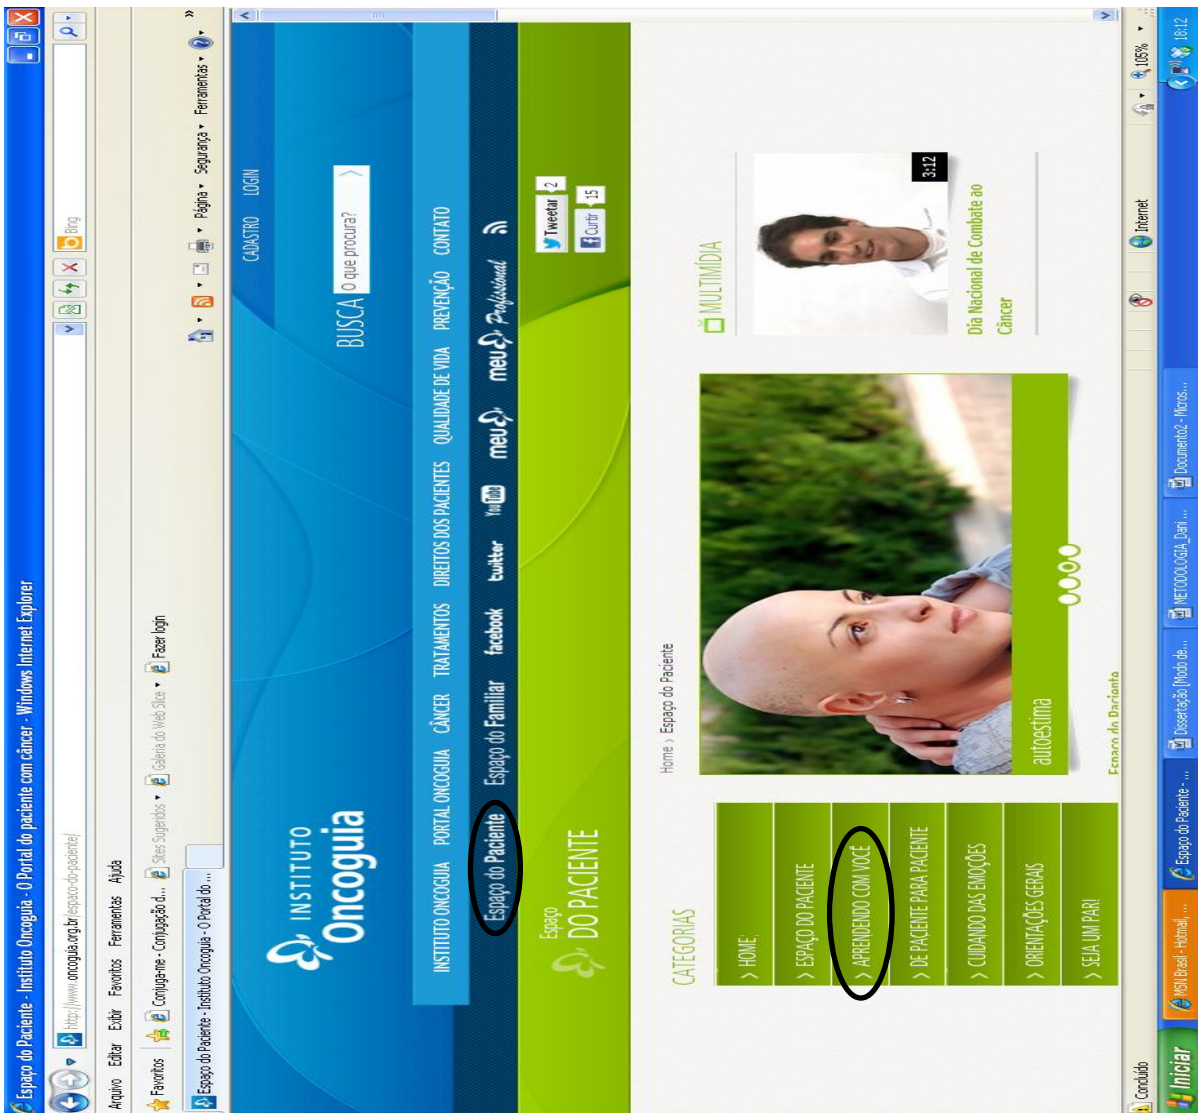 Espaço do Paciente - Instituto Oncoguia - O Portal do paciente com câncer - Windows Internet Explorer
http://www.oncoguia.org.br/espaco-do-paciente/
Bing
Arquivo Editar Exibir Favoritos Ferramentas Ajuda
Favoritos Conjuga-me - Conjugação d... Sites Sugeridos Galeria do Web Slice Fazer login
Espaço do Paciente - Instituto Oncoguia - O Portal do ...
Página Segurança Ferramentas
CADASTRO LOGIN
INSTITUTO
Oncoguia
BUSCA O que procura?
INSTITUTO ONCOGUIA PORTAL ONCOGUIA CÂNCER TRATAMENTOS DIREITOS DOS PACIENTES QUALIDADE DE VIDA PREVENÇÃO CONTATO
Espaço do Paciente Espaço do Familiar facebook twitter YouTube meu meu Profissional
Espaço
DO PACIENTE
Tweetar 2
Curtir 15
Home > Espaço do Paciente
CATEGORIAS
> HOME;
> ESPAÇO DO PACIENTE
> APRENDENDO COM VOCÊ
> DE PACIENTE PARA PACIENTE
> CUIDANDO DAS EMOÇÕES
> ORIENTAÇÕES GERAIS
> SEJA UM PAR!
autoestima
Espaço do Paciente
MULTIMÍDIA
3:12
Dia Nacional de Combate ao
Câncer
Concluído Internet 105%
Iniciar MSN Brasil - Hotmail, ... Espaço do Paciente - ... Dissertação [Modo de... METODOLOGIA_Dani ... Documento2 - Micros... 18:12